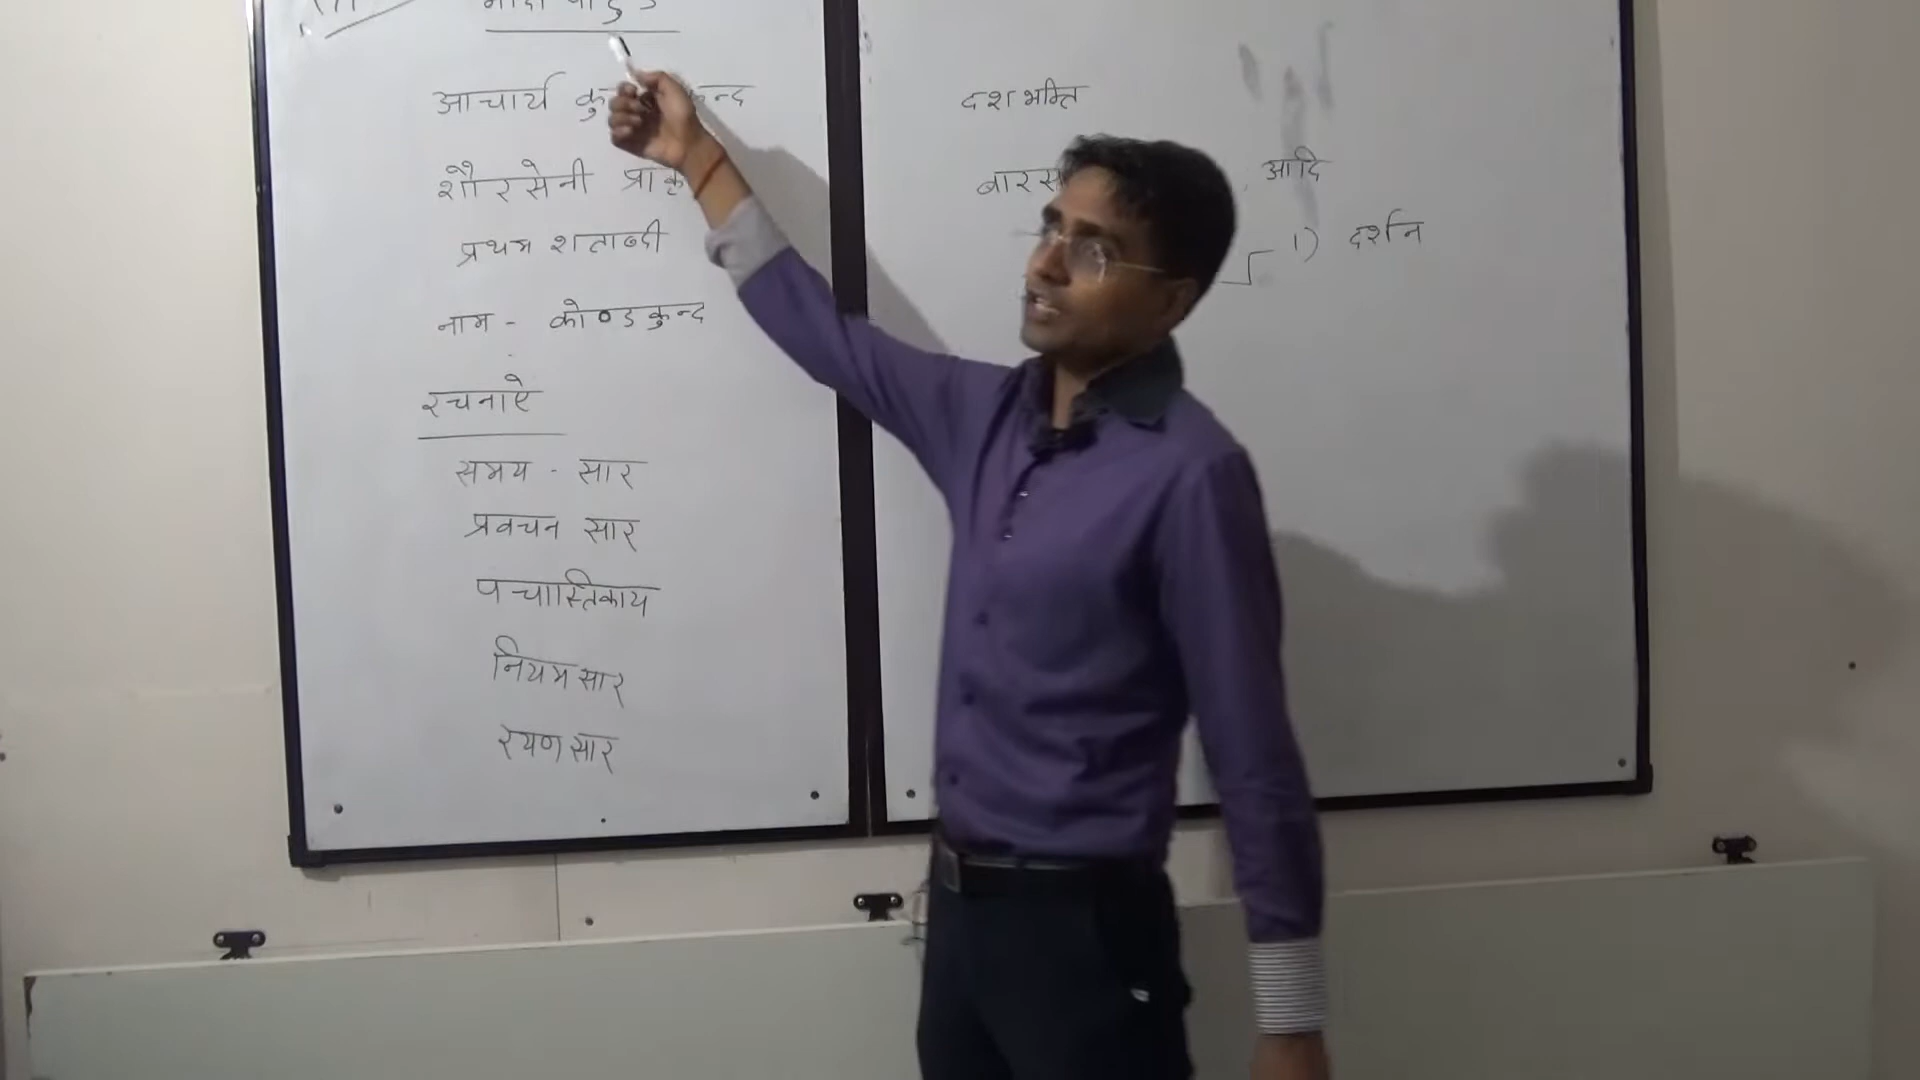 आचार्य
शौरसेनी
प्रथम शताब्दी
नाम - कोण्डकुन्द
रचनाऐ
समय - सार
प्रवचन सार
पचास्तिकाय
नियमसार
रयणसार
दशभक्ति
आदि
1) दर्शन